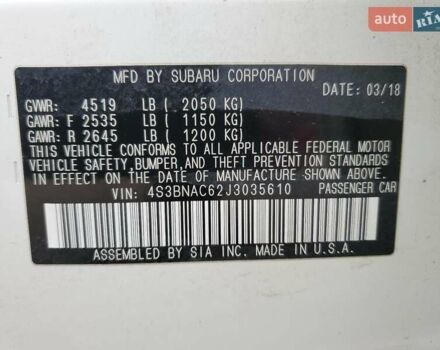 auto RIA
MFD BY SUBARU CORPORATION
DATE: 03/18
GVWR: 4519 LB ( 2050 KG)
GAWR: F 2535 LB ( 1150 KG)
GAWR: R 2645 LB ( 1200 KG)
THIS VEHICLE CONFORMS TO ALL APPLICABLE FEDERAL MOTOR
VEHICLE SAFETY, BUMPER, AND THEFT PREVENTION STANDARDS
IN EFFECT ON THE DATE OF MANUFACTURE SHOWN ABOVE.
VIN: 4S3BNAC62J3035610 PASSENGER CAR
ASSEMBLED BY SIA INC. IN U.S.A.